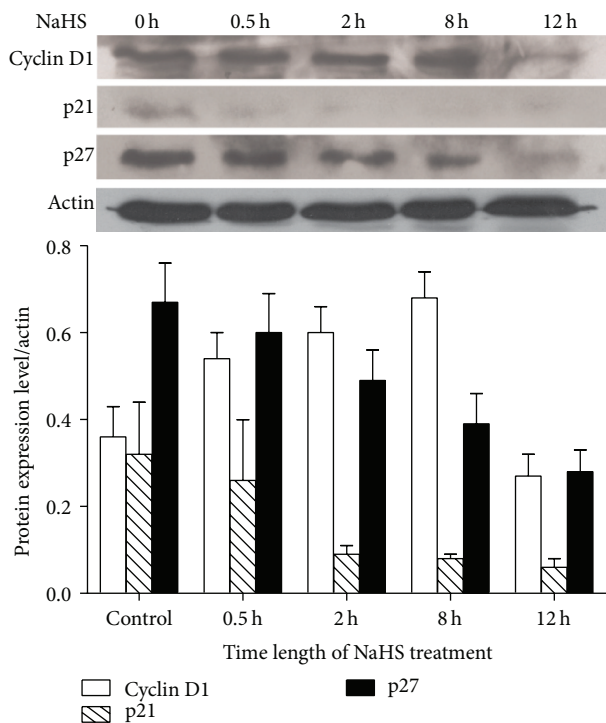 NaHS 0 h 0.5 h 2 h 8 h 12 h
Cyclin D1
p21
p27
Actin
0.8
0.6
0.4
0.2
0.0
Protein expression level/actin
Control 0.5 h 2 h 8 h 12 h
Time length of NaHS treatment
Cyclin D1 p27
p21